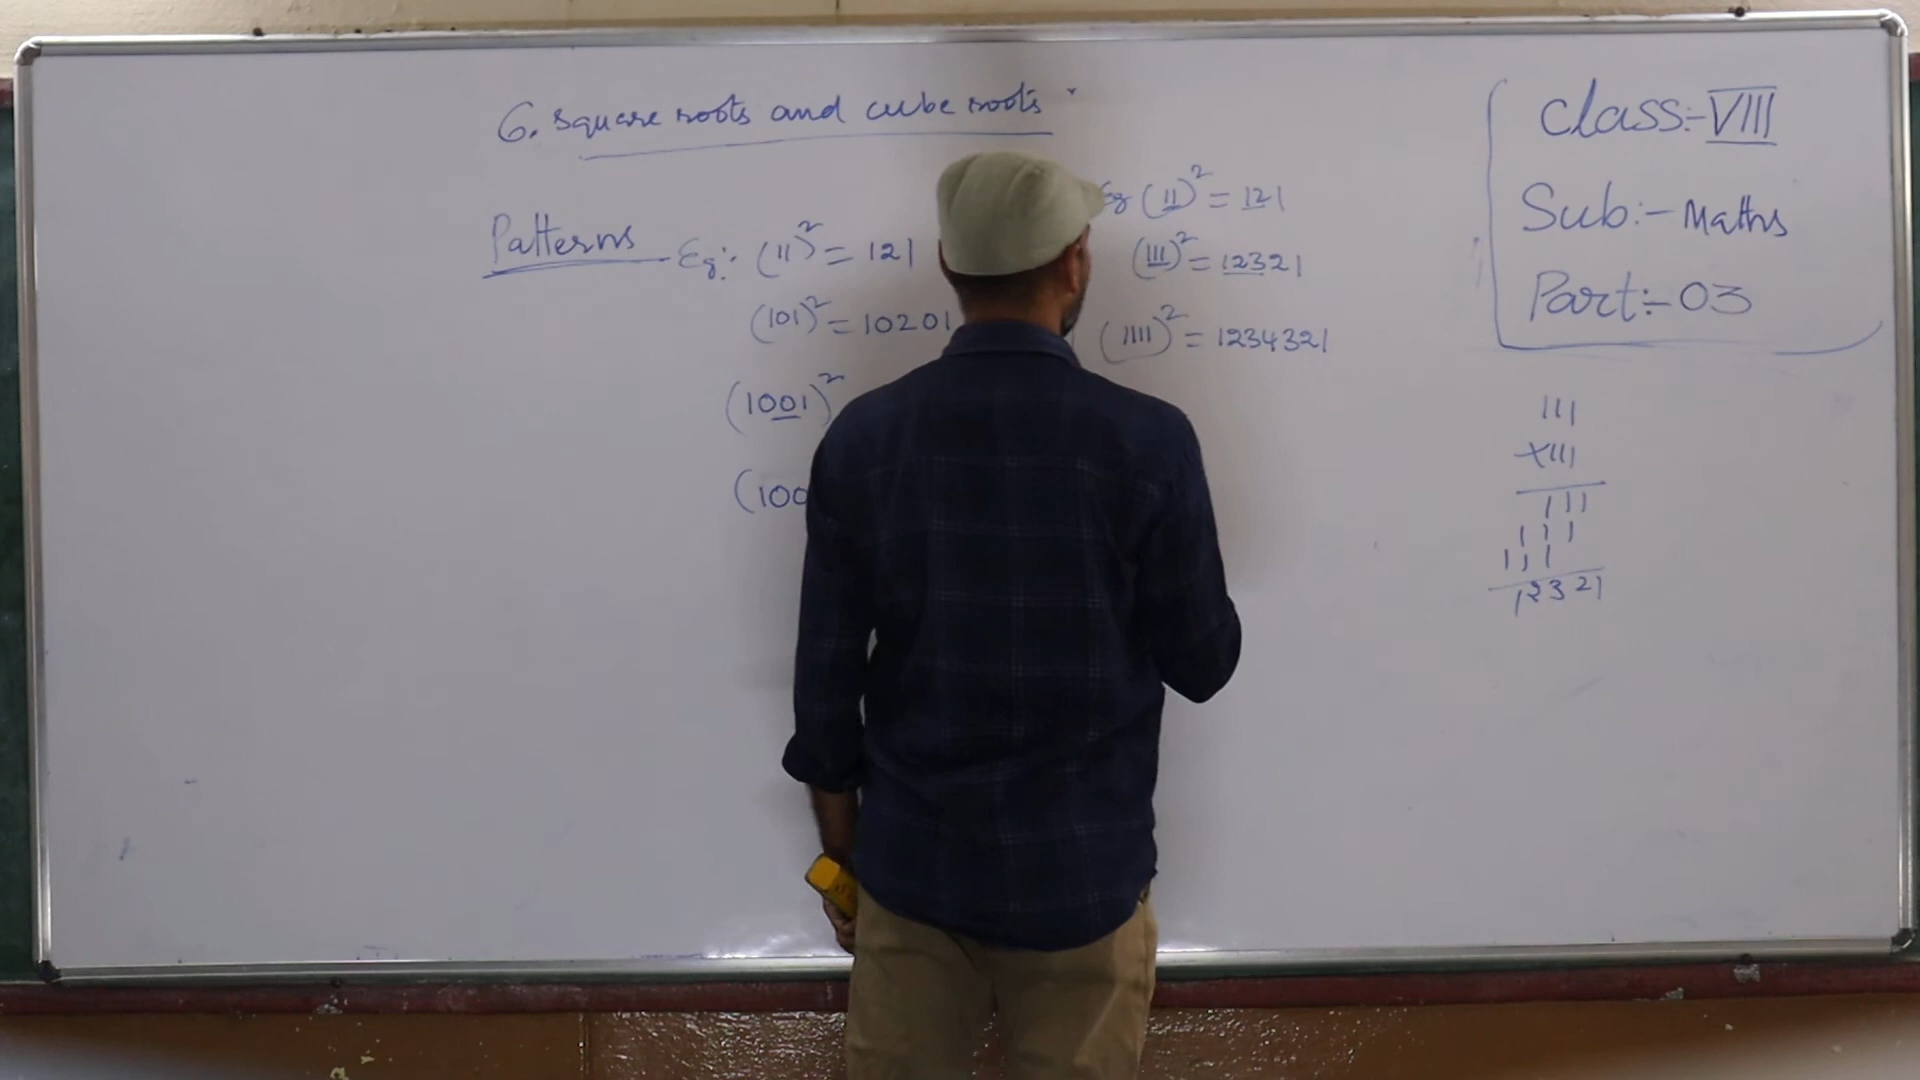 6. square roots and cube roots
Patterns
Eg:- (11)² = 121
(101)² = 10201
(1001)²
(100
Eg (11)² = 121
(111)² = 12321
(1111)² = 1234321
Class:- VIII
Sub:- Maths
Part:- 03
111
×111
111
111
111
12321